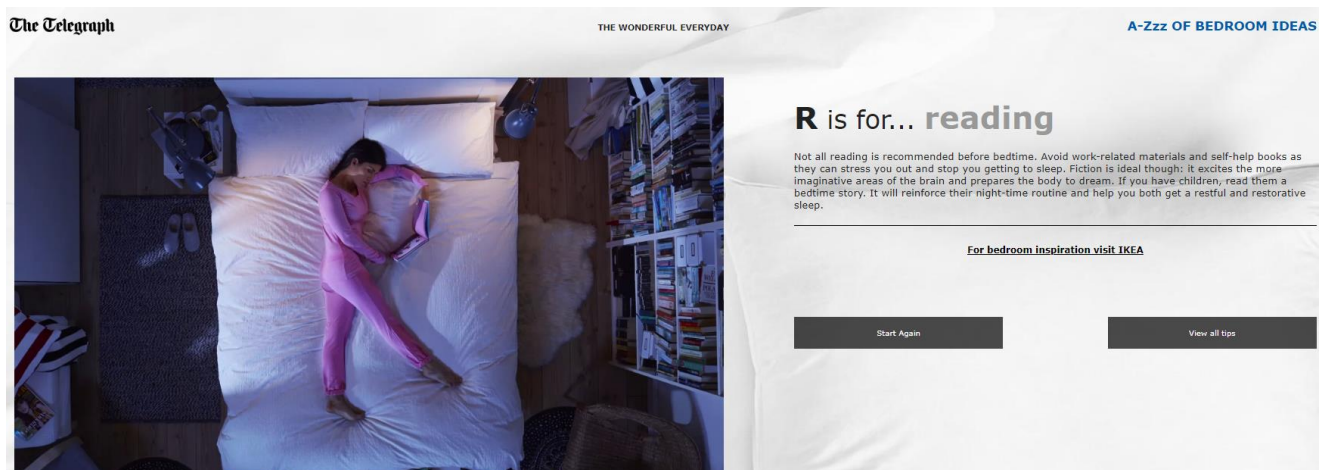 The Telegraph
THE WONDERFUL EVERYDAY
A-Zzz OF BEDROOM IDEAS
R is for... reading
Not all reading is recommended before bedtime. Avoid work-related materials and self-help books as
they can stress you out and stop you getting to sleep. Fiction is ideal though: it excites the more
imaginative areas of the brain and prepares the body to dream. If you have children, read them a
bedtime story. It will reinforce their night-time routine and help you both get a restful and restorative
sleep.
For bedroom inspiration visit IKEA
Start Again
View all tips